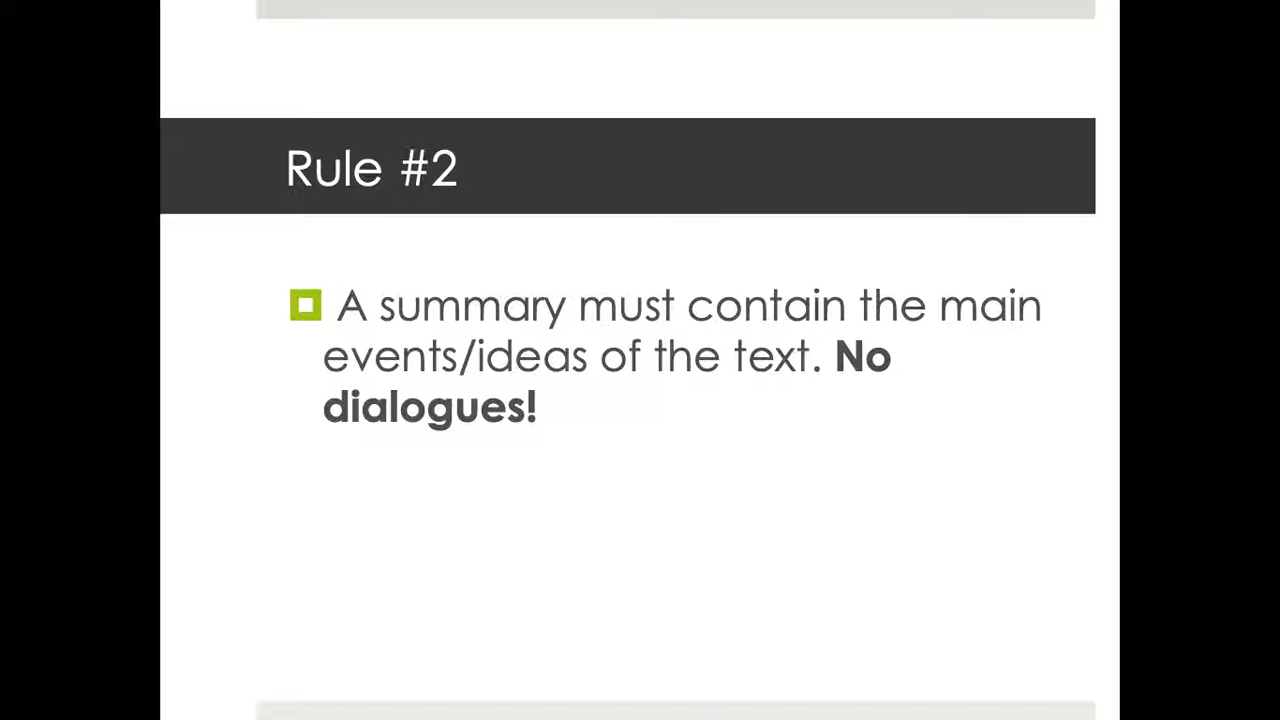 Rule #2
A summary must contain the main
events/ideas of the text. No
dialogues!